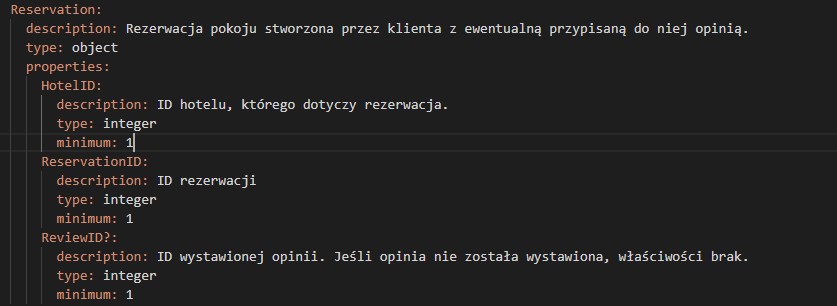 Reservation:
description: Rezerwacja pokoju stworzona przez klienta z ewentualną przypisaną do niej opinią.
type: object
properties:
HotelID:
description: ID hotelu, którego dotyczy rezerwacja.
type: integer
minimum: 1
ReservationID:
description: ID rezerwacji
type: integer
minimum: 1
ReviewID?:
description: ID wystawionej opinii. Jeśli opinia nie została wystawiona, właściwości brak.
type: integer
minimum: 1